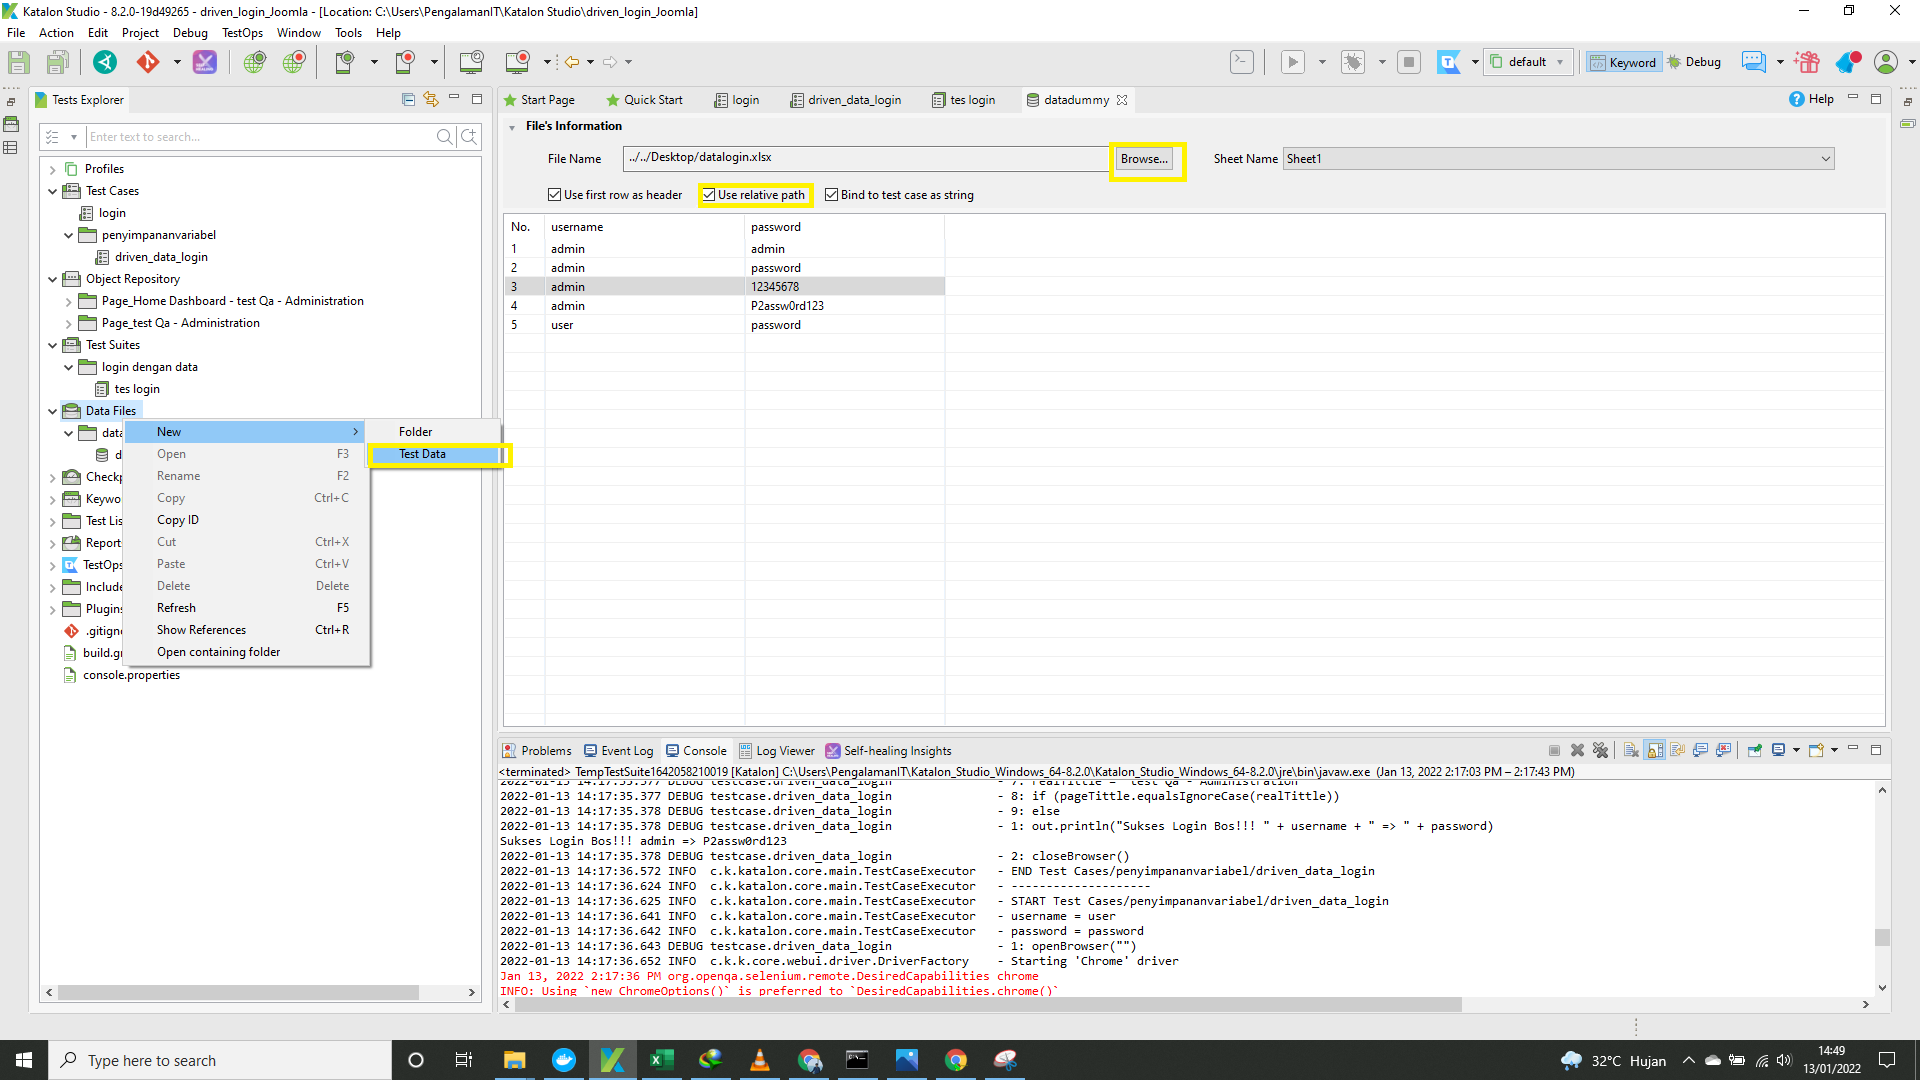 Katalon Studio - 8.2.0-19d49265 - driven_login_Joomla - [Location: C:\Users\PengalamanIT\Katalon Studio\driven_login_Joomla]
File Action Edit Project Debug TestOps Window Tools Help
default Keyword Debug
Tests Explorer
Enter text to search...
Profiles
Test Cases
login
penyimpananvariabel
driven_data_login
Object Repository
Page_Home Dashboard - test Qa - Administration
Page_test Qa - Administration
Test Suites
login dengan data
tes login
Data Files
data
d
Checkp
Keywo
Test Lis
Report
TestOps
Include
Plugins
.gitign
build.gr
console.properties
New
Open F3
Rename F2
Copy Ctrl+C
Copy ID
Cut Ctrl+X
Paste Ctrl+V
Delete Delete
Refresh F5
Show References Ctrl+R
Open containing folder
Folder
Test Data
Start Page Quick Start login driven_data_login tes login datadummy Help
File's Information
File Name ../../Desktop/datalogin.xlsx Browse... Sheet Name Sheet1
Use first row as header Use relative path Bind to test case as string
No. username password
1 admin admin
2 admin password
3 admin 12345678
4 admin P2assw0rd123
5 user password
Problems Event Log Console Log Viewer Self-healing Insights
<terminated> TempTestSuite1642058210019 [Katalon] C:\Users\PengalamanIT\Katalon_Studio_Windows_64-8.2.0\Katalon_Studio_Windows_64-8.2.0\jre\bin\javaw.exe (Jan 13, 2022 2:17:03 PM – 2:17:43 PM)
2022-01-13 14:17:35.377 DEBUG testcase.driven_data_login - 7: realTittle = "test Qa - Administration"
2022-01-13 14:17:35.377 DEBUG testcase.driven_data_login - 8: if (pageTittle.equalsIgnoreCase(realTittle))
2022-01-13 14:17:35.378 DEBUG testcase.driven_data_login - 9: else
2022-01-13 14:17:35.378 DEBUG testcase.driven_data_login - 1: out.println("Sukses Login Bos!!! " + username + " => " + password)
Sukses Login Bos!!! admin => P2assw0rd123
2022-01-13 14:17:35.378 DEBUG testcase.driven_data_login - 2: closeBrowser()
2022-01-13 14:17:36.572 INFO c.k.katalon.core.main.TestCaseExecutor - END Test Cases/penyimpananvariabel/driven_data_login
2022-01-13 14:17:36.624 INFO c.k.katalon.core.main.TestCaseExecutor - --------------------
2022-01-13 14:17:36.625 INFO c.k.katalon.core.main.TestCaseExecutor - START Test Cases/penyimpananvariabel/driven_data_login
2022-01-13 14:17:36.641 INFO c.k.katalon.core.main.TestCaseExecutor - username = user
2022-01-13 14:17:36.642 INFO c.k.katalon.core.main.TestCaseExecutor - password = password
2022-01-13 14:17:36.643 DEBUG testcase.driven_data_login - 1: openBrowser("")
2022-01-13 14:17:36.652 INFO c.k.k.core.webui.driver.DriverFactory - Starting 'Chrome' driver
Jan 13, 2022 2:17:36 PM org.openqa.selenium.remote.DesiredCapabilities chrome
INFO: Using `new ChromeOptions()` is preferred to `DesiredCapabilities.chrome()`
Type here to search
32°C Hujan
14:49
13/01/2022